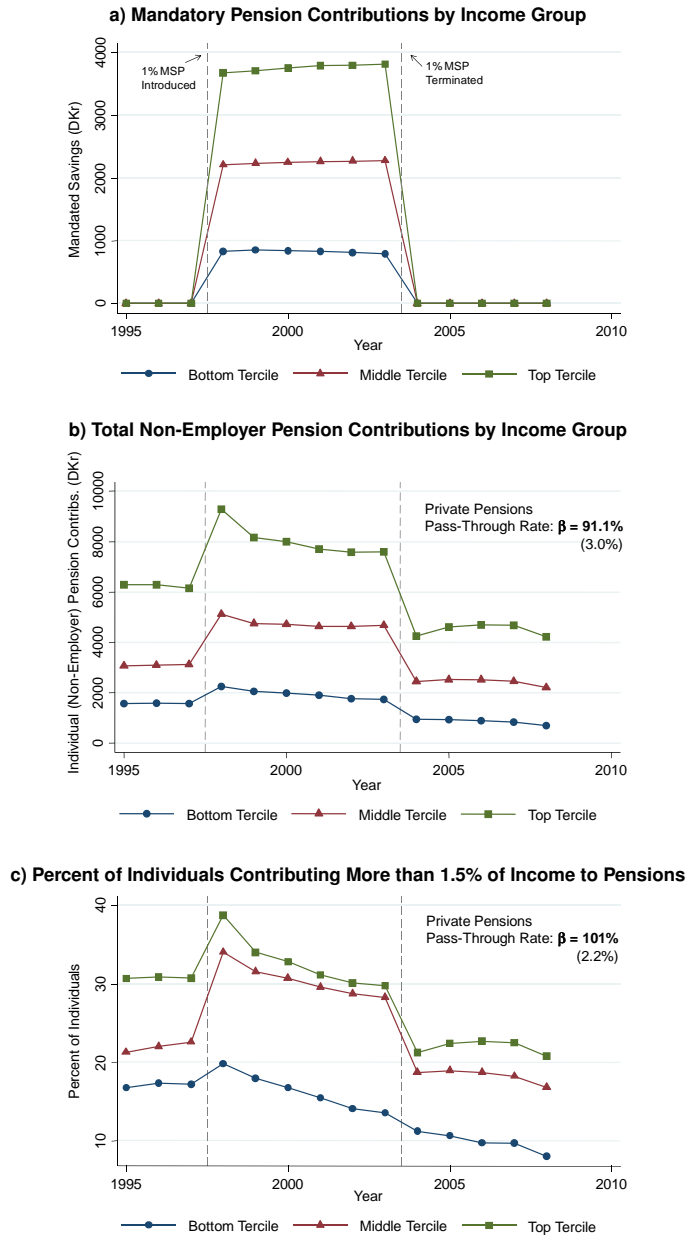 a) Mandatory Pension Contributions by Income Group
4000
3000
2000
1000
0
Mandated Savings (DKr)
1% MSP
Introduced
1% MSP
Terminated
1995
2000
2005
2010
Year
Bottom Tercile
Middle Tercile
Top Tercile
b) Total Non-Employer Pension Contributions by Income Group
10000
8000
6000
4000
2000
0
Individual (Non-Employer) Pension Contribs. (DKr)
Private Pensions
Pass-Through Rate: β = 91.1%
(3.0%)
1995
2000
2005
2010
Year
Bottom Tercile
Middle Tercile
Top Tercile
c) Percent of Individuals Contributing More than 1.5% of Income to Pensions
40
30
20
10
Percent of Individuals
Private Pensions
Pass-Through Rate: β = 101%
(2.2%)
1995
2000
2005
2010
Year
Bottom Tercile
Middle Tercile
Top Tercile